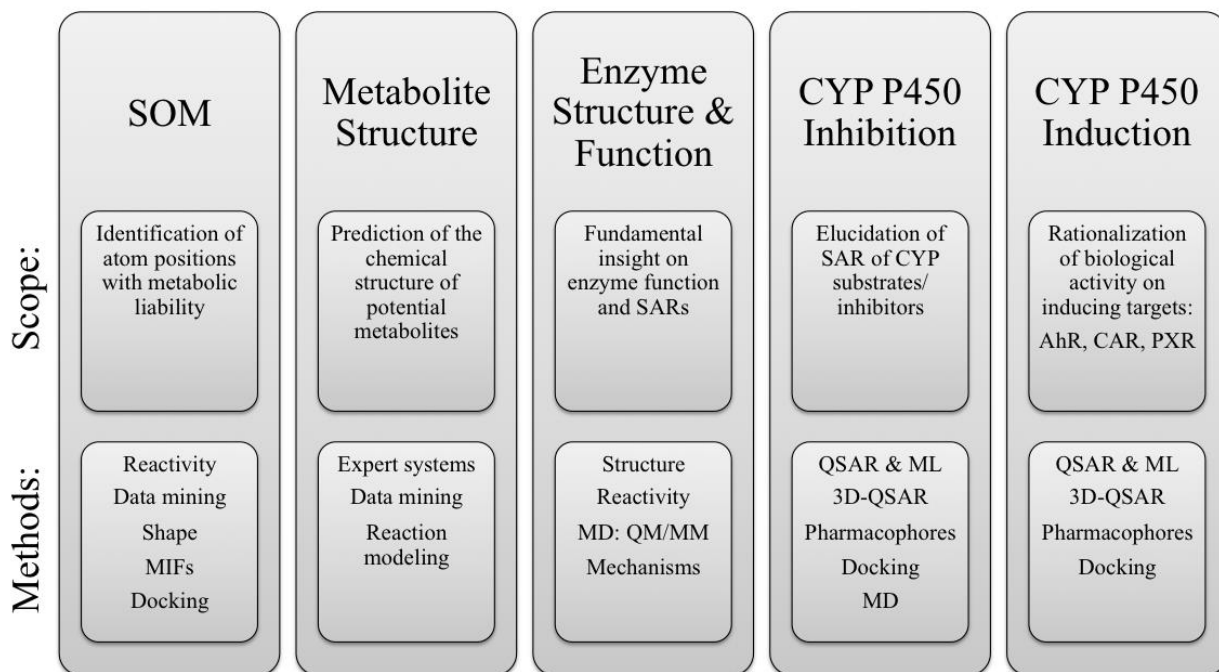 SOM
Metabolite
Structure
Enzyme
Structure &
Function
CYP P450
Inhibition
CYP P450
Induction
Scope:
Identification of
atom positions
with metabolic
liability
Prediction of the
chemical
structure of
potential
metabolites
Fundamental
insight on
enzyme function
and SARs
Elucidation of
SAR of CYP
substrates/
inhibitors
Rationalization
of biological
activity on
inducing targets:
AhR, CAR, PXR
Methods:
Reactivity
Data mining
Shape
MIFs
Docking
Expert systems
Data mining
Reaction
modeling
Structure
Reactivity
MD: QM/MM
Mechanisms
QSAR & ML
3D-QSAR
Pharmacophores
Docking
MD
QSAR & ML
3D-QSAR
Pharmacophores
Docking